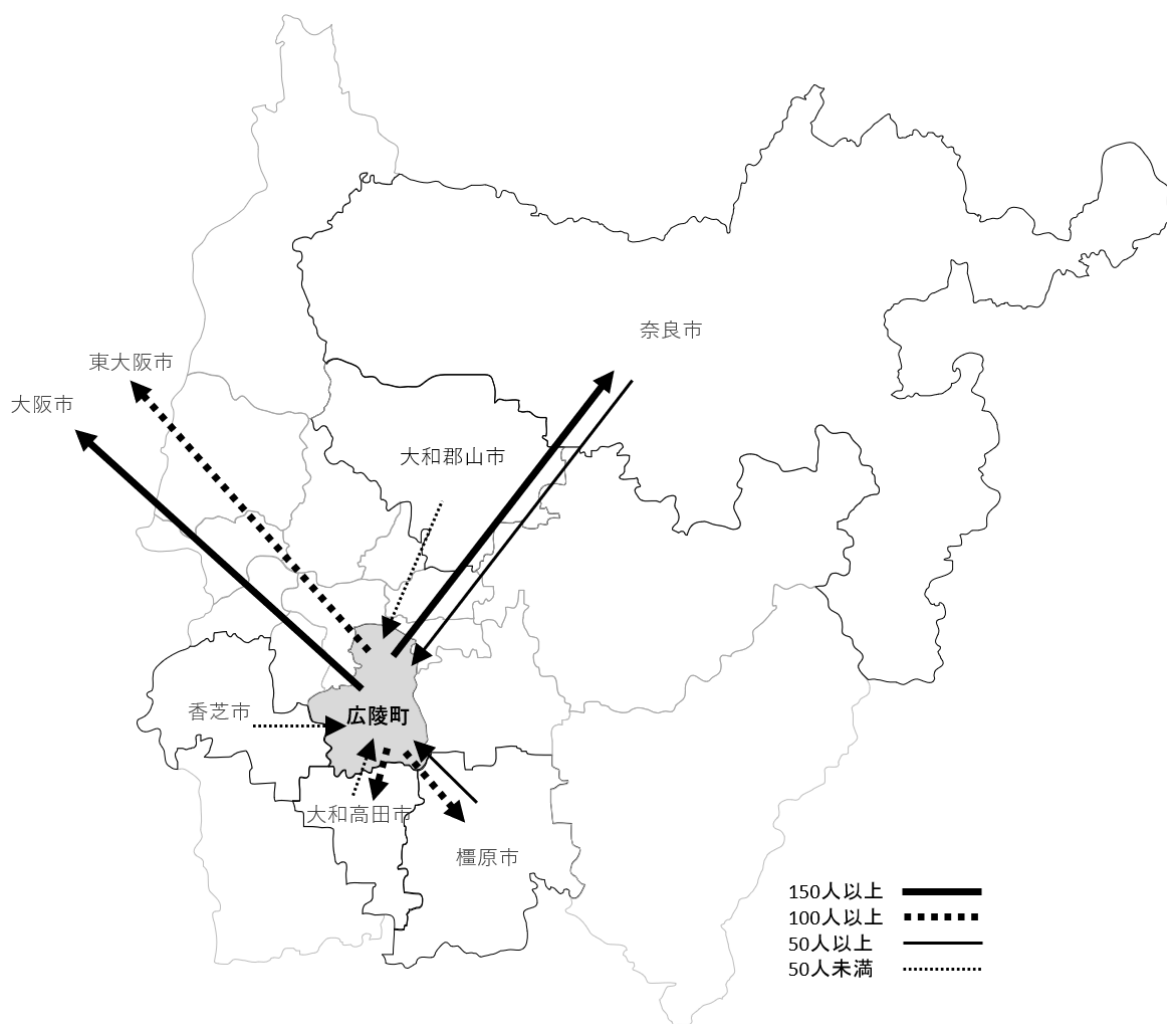 奈良市
東大阪市
大阪市
大和郡山市
香芝市
広陵町
大和高田市
橿原市
150人以上
100人以上
50人以上
50人未満